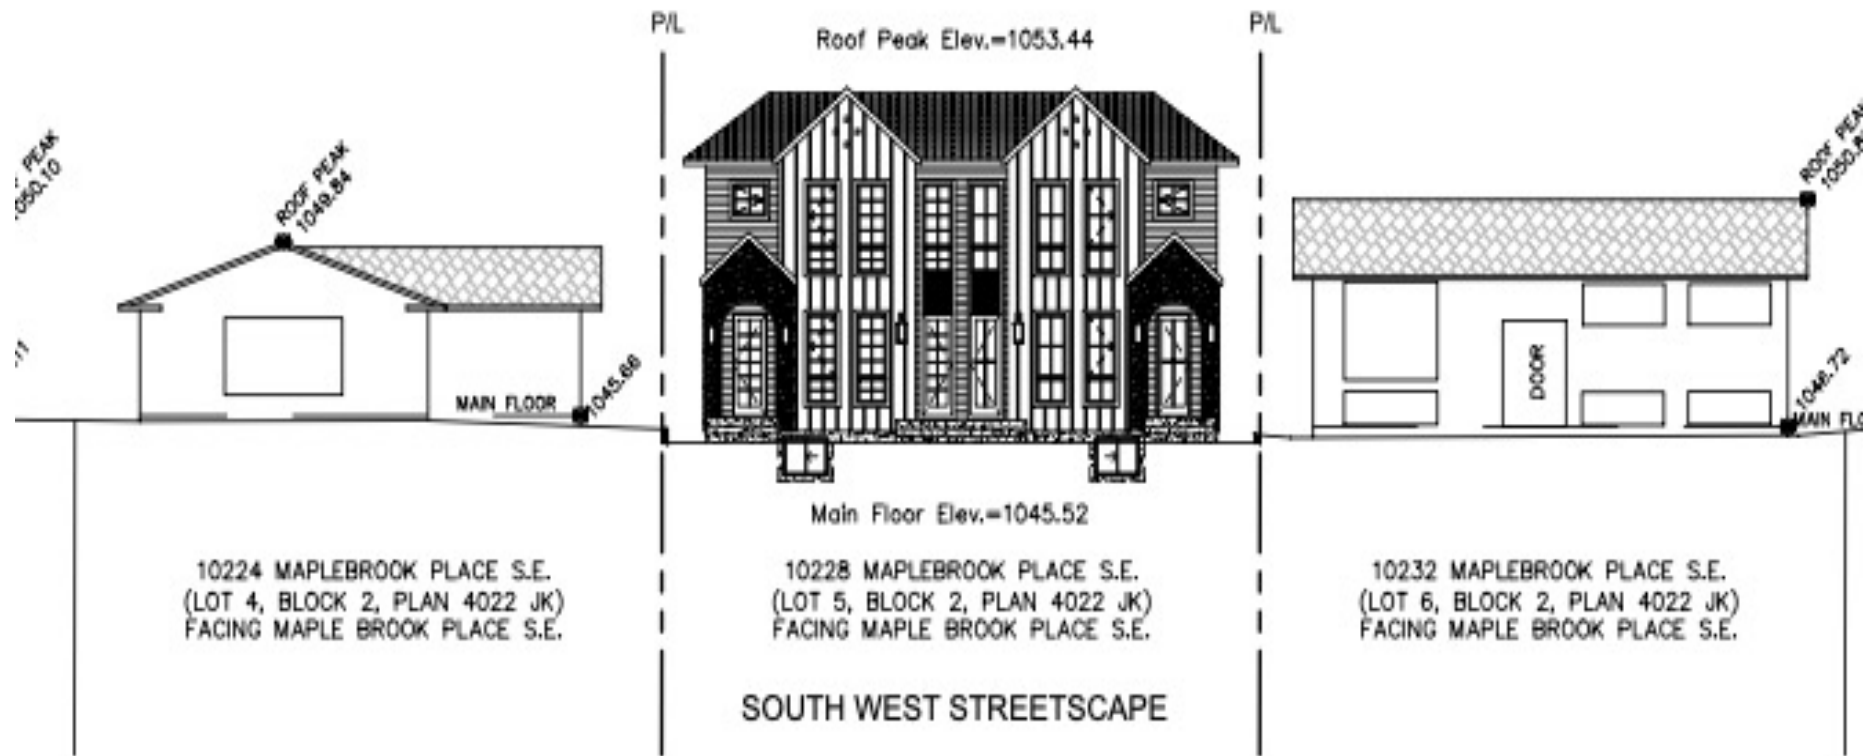 P/L
P/L
Roof Peak Elev.=1053.44
PEAK
1050.10
ROOF PEAK
1049.84
ROOF PEAK
MAIN FLOOR
1045.66
DOOR
Main Floor Elev.=1045.52
10224 MAPLEBROOK PLACE S.E.
(LOT 4, BLOCK 2, PLAN 4022 JK)
FACING MAPLE BROOK PLACE S.E.
10228 MAPLEBROOK PLACE S.E.
(LOT 5, BLOCK 2, PLAN 4022 JK)
FACING MAPLE BROOK PLACE S.E.
10232 MAPLEBROOK PLACE S.E.
(LOT 6, BLOCK 2, PLAN 4022 JK)
FACING MAPLE BROOK PLACE S.E.
SOUTH WEST STREETSCAPE